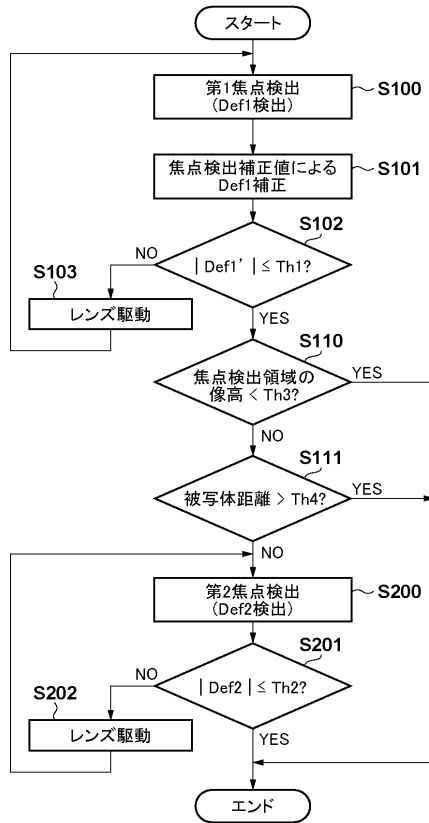 スタート
第1焦点検出
(Def1検出)
S100
焦点検出補正値による
Def1補正
S101
S102
| Def1' | ≤ Th1?
NO
YES
S103
レンズ駆動
S110
焦点検出領域の
像高 < Th3?
YES
NO
S111
被写体距離 > Th4?
YES
NO
第2焦点検出
(Def2検出)
S200
S201
| Def2 | ≤ Th2?
NO
YES
S202
レンズ駆動
エンド